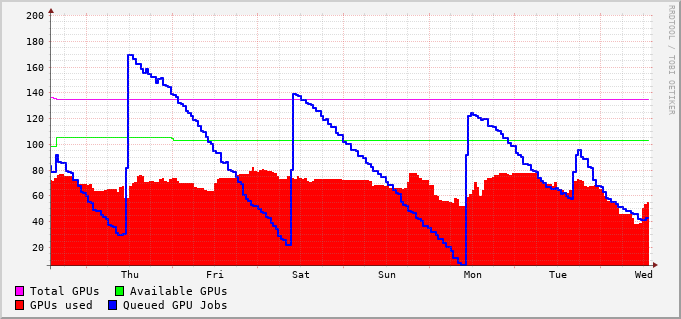 200
180
160
140
120
100
80
60
40
20
Thu Fri Sat Sun Mon Tue Wed
Total GPUs Available GPUs
GPUs used Queued GPU Jobs
RRDTOOL / TOBI OETIKER